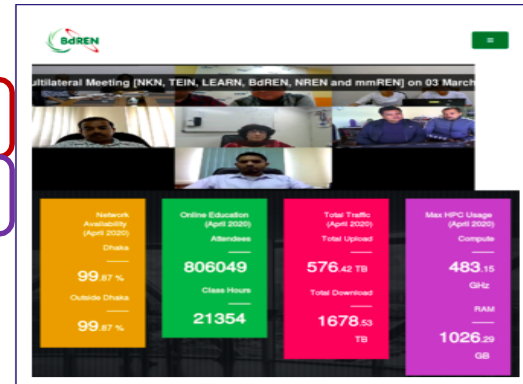 BdREN
ultilateral Meeting [NKN, TEIN, LEARN, BdREN, NREN and mmREN] on 03 March
Network
Availability
(April 2020)
Dhaka
99.87 %
Outside Dhaka
99.87 %
Online Education
(April 2020)
Attendees
806049
Class Hours
21354
Total Traffic
(April 2020)
Total Upload
576.42 TB
Total Download
1678.53
TB
Max HPC Usage
(April 2020)
Compute
483.15
GHz
RAM
1026.29
GB